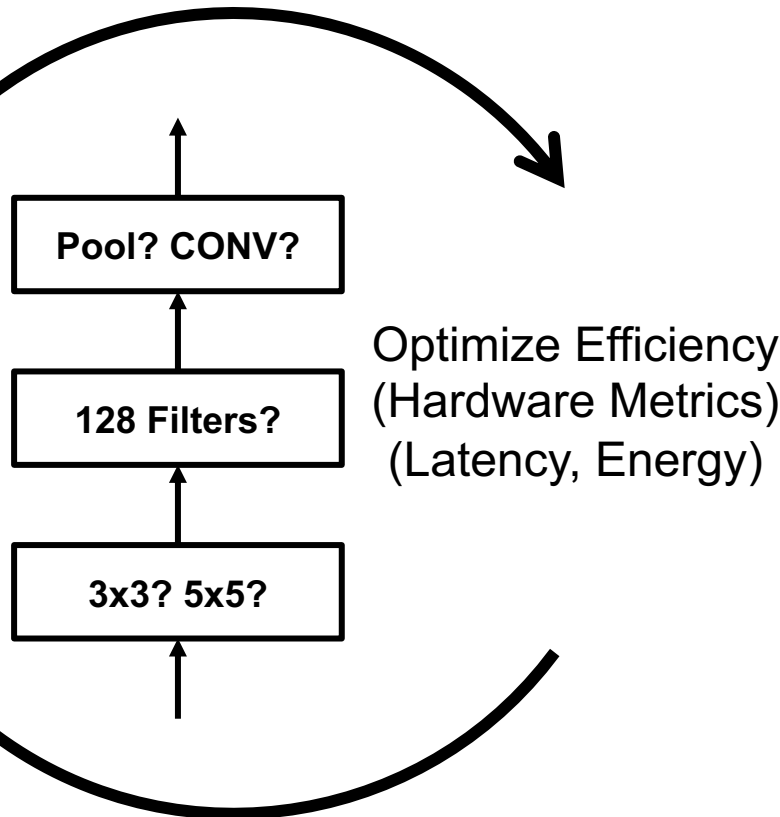 Pool? CONV?
128 Filters?
3x3? 5x5?
Optimize Efficiency
(Hardware Metrics)
(Latency, Energy)